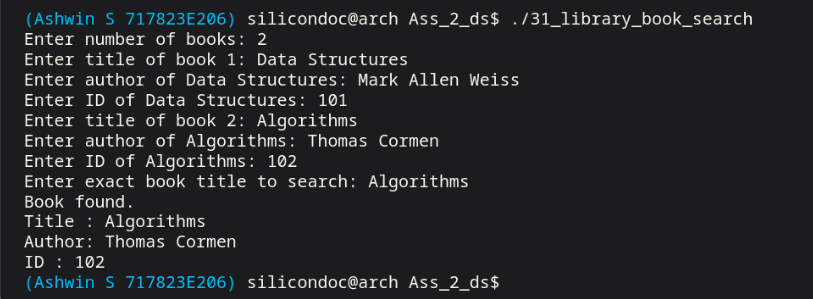 (Ashwin S 717823E206) silicondoc@arch Ass_2_ds$ ./31_library_book_search
Enter number of books: 2
Enter title of book 1: Data Structures
Enter author of Data Structures: Mark Allen Weiss
Enter ID of Data Structures: 101
Enter title of book 2: Algorithms
Enter author of Algorithms: Thomas Cormen
Enter ID of Algorithms: 102
Enter exact book title to search: Algorithms
Book found.
Title : Algorithms
Author: Thomas Cormen
ID : 102
(Ashwin S 717823E206) silicondoc@arch Ass_2_ds$